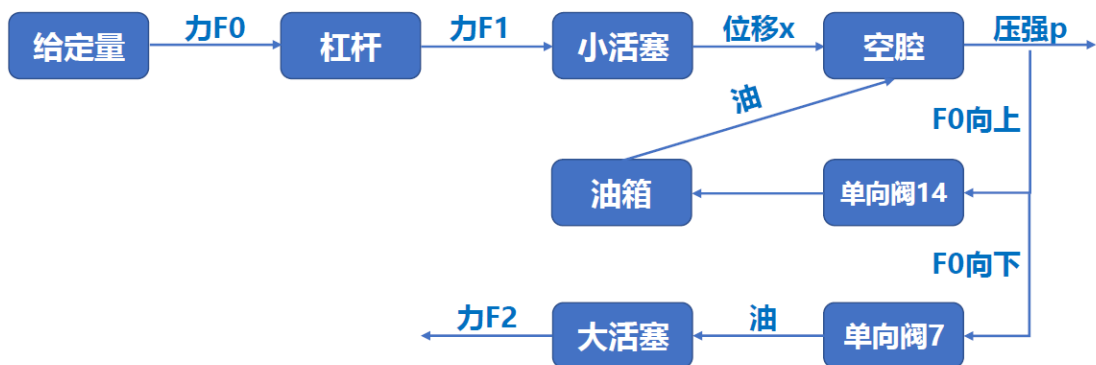 给定量
力F0
杠杆
力F1
小活塞
位移x
空腔
压强p
油
F0向上
油箱
单向阀14
F0向下
力F2
大活塞
油
单向阀7